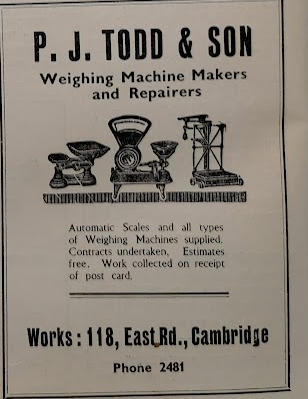 P. J. TODD & SON
Weighing Machine Makers
and Repairers
Automatic Scales and all types
of Weighing Machines supplied.
Contracts undertaken, Estimates
free. Work collected on receipt
of post card.
Works : 118, East Rd., Cambridge
Phone 2481